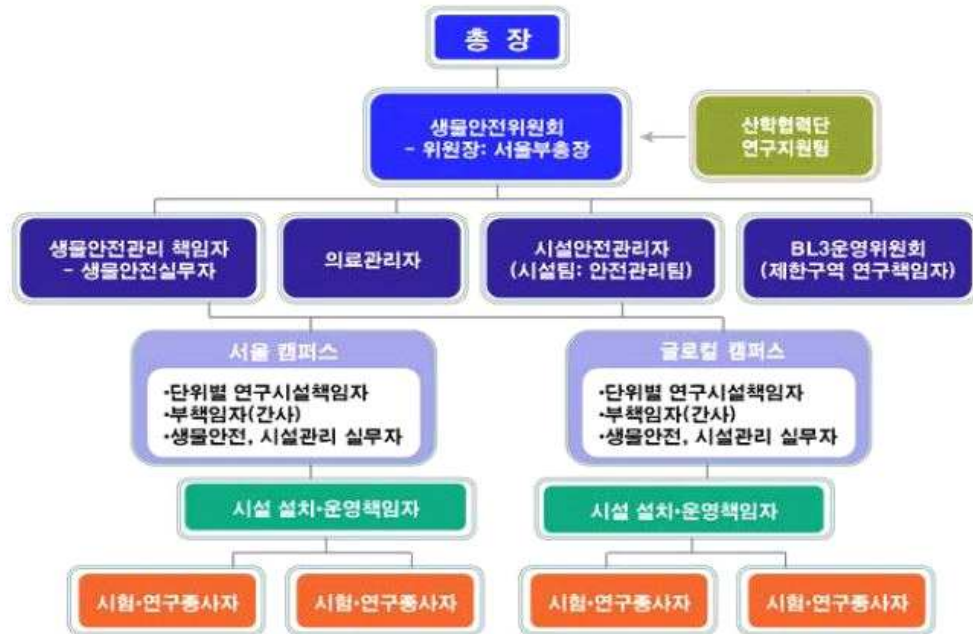 총 장
생물안전위원회
- 위원장: 서울부총장
산학협력단
연구지원팀
생물안전관리 책임자
- 생물안전실무자
의료관리자
시설안전관리자
(시설팀: 안전관리팀)
BL3운영위원회
(제한구역 연구책임자)
서울 캠퍼스
•단위별 연구시설책임자
•부책임자(간사)
•생물안전, 시설관리 실무자
글로컬 캠퍼스
•단위별 연구시설책임자
•부책임자(간사)
•생물안전, 시설관리 실무자
시설 설치•운영책임자
시설 설치•운영책임자
시험•연구종사자
시험•연구종사자
시험•연구종사자
시험•연구종사자